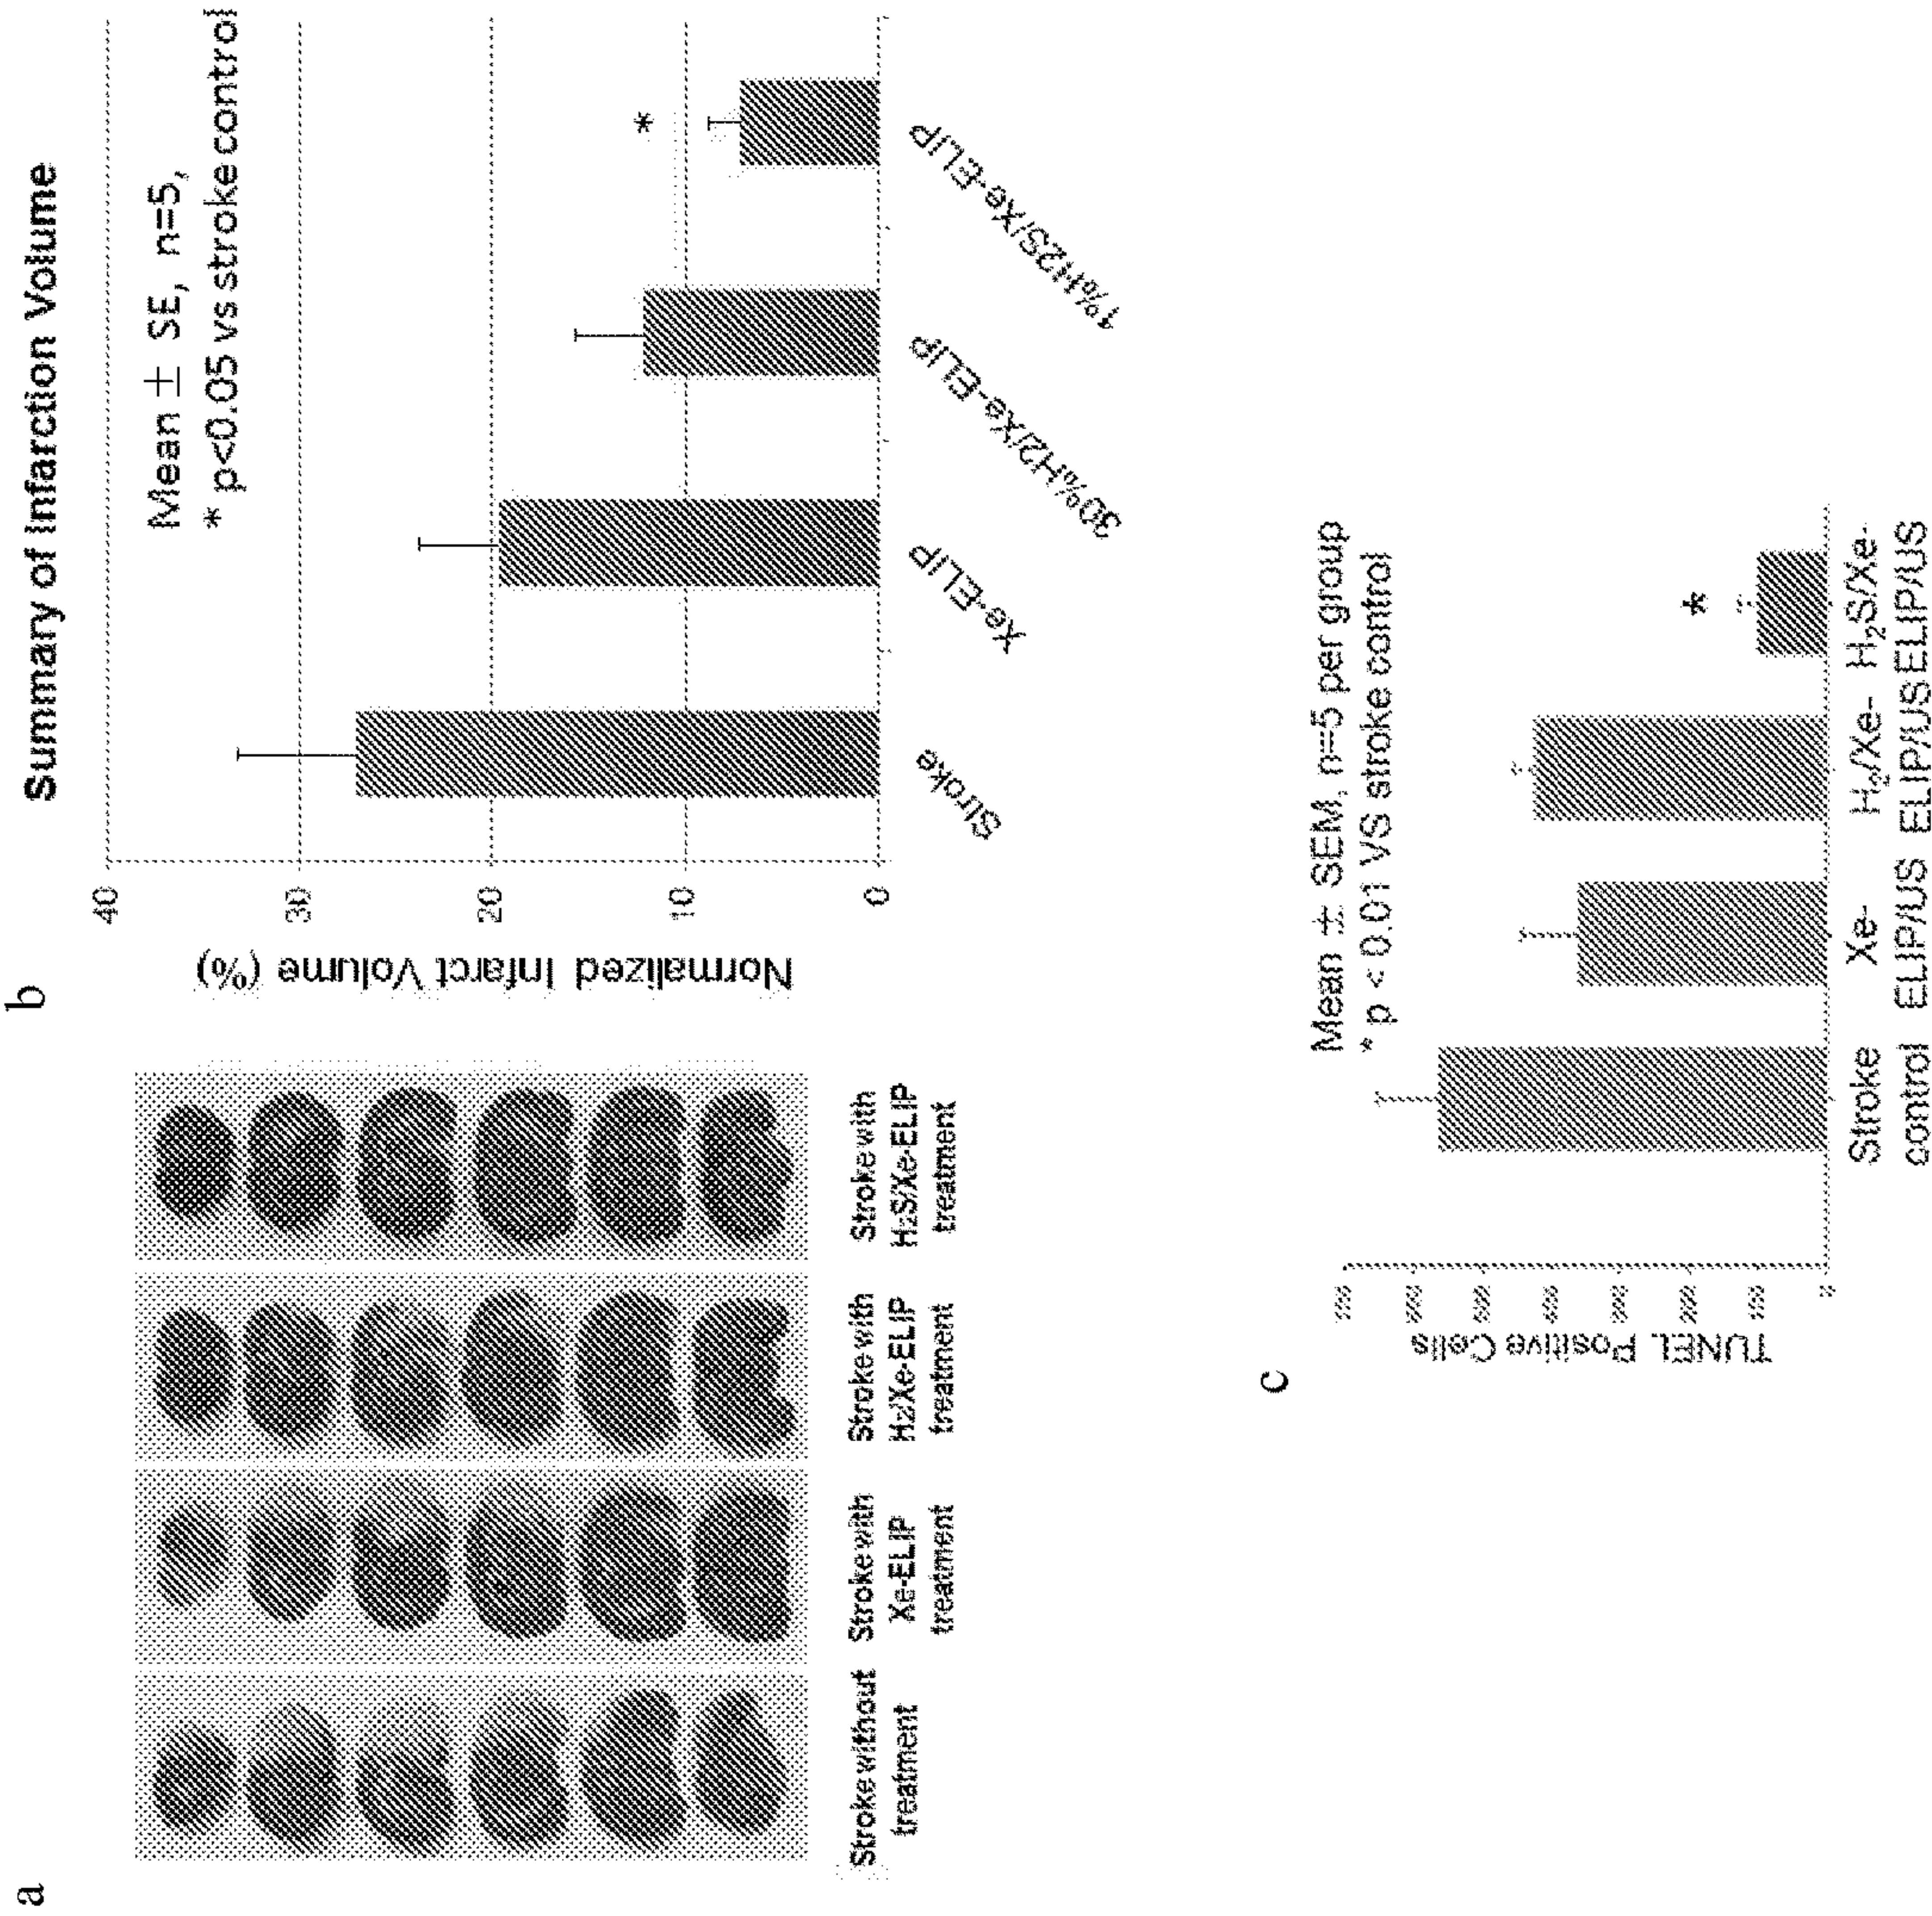 a
Stroke without
treatment
Stroke with
Xe-ELIP
treatment
Stroke with
H₂/Xe-ELIP
treatment
Stroke with
H₂S/Xe-ELIP
treatment
b
Summary of Infarction Volume
Mean ± SE, n=5,
* p<0.05 vs stroke control
Normalized Infarct Volume (%)
40
30
20
10
0
*
Stroke
Xe-ELIP
30%H2/Xe-ELIP
1%H2S/Xe-ELIP
c
Mean ± SEM, n=5 per group
* p < 0.01 VS stroke control
TUNEL Positive Cells
0
*
Stroke
control
Xe-
ELIP/US
H₂/Xe-
ELIP/US
H₂S/Xe-
ELIP/US